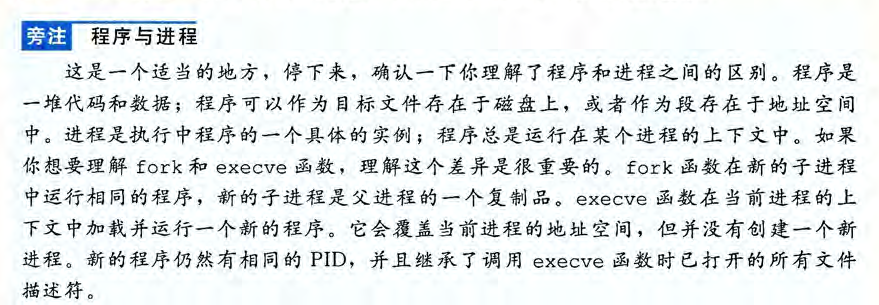 旁注 程序与进程
这是一个适当的地方，停下来，确认一下你理解了程序和进程之间的区别。程序是
一堆代码和数据；程序可以作为目标文件存在于磁盘上，或者作为段存在于地址空间
中。进程是执行中程序的一个具体的实例；程序总是运行在某个进程的上下文中。如果
你想要理解 fork 和 execve 函数，理解这个差异是很重要的。fork 函数在新的子进程
中运行相同的程序，新的子进程是父进程的一个复制品。execve 函数在当前进程的上
下文中加载并运行一个新的程序。它会覆盖当前进程的地址空间，但并没有创建一个新
进程。新的程序仍然有相同的 PID，并且继承了调用 execve 函数时已打开的所有文件
描述符。